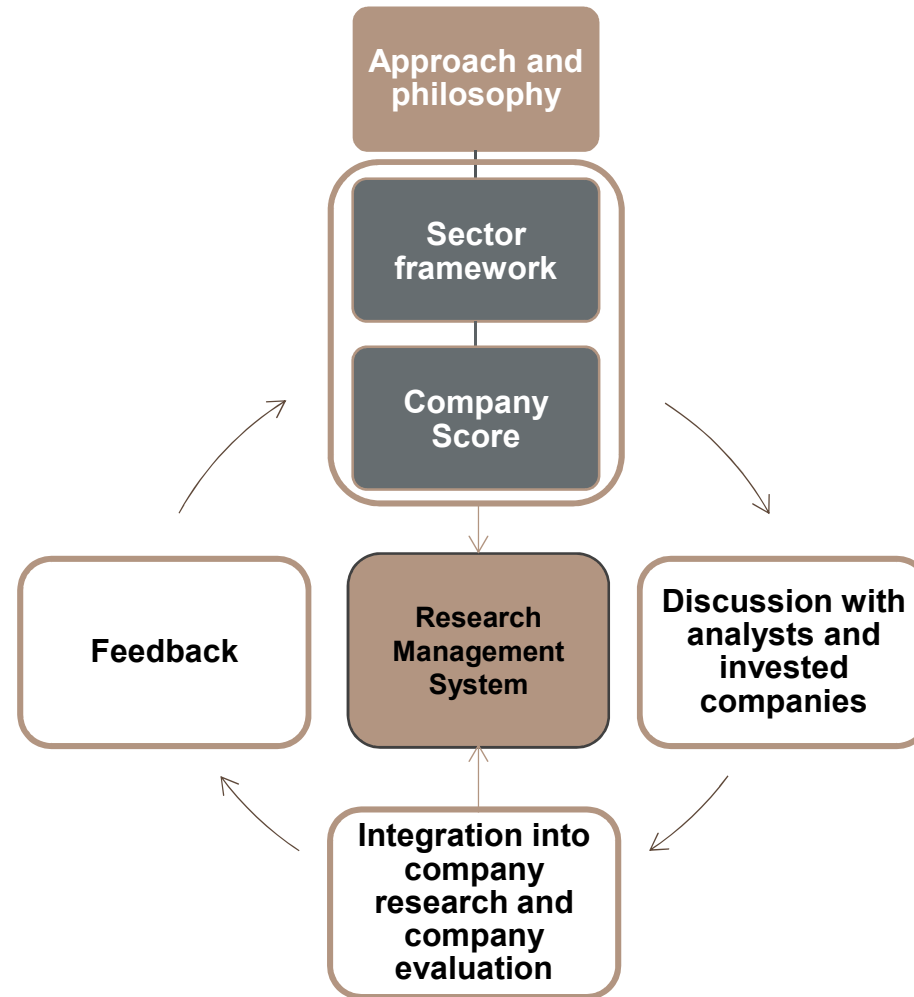 Approach and
philosophy
Sector
framework
Company
Score
Feedback
Research
Management
System
Discussion with
analysts and
invested
companies
Integration into
company
research and
company
evaluation